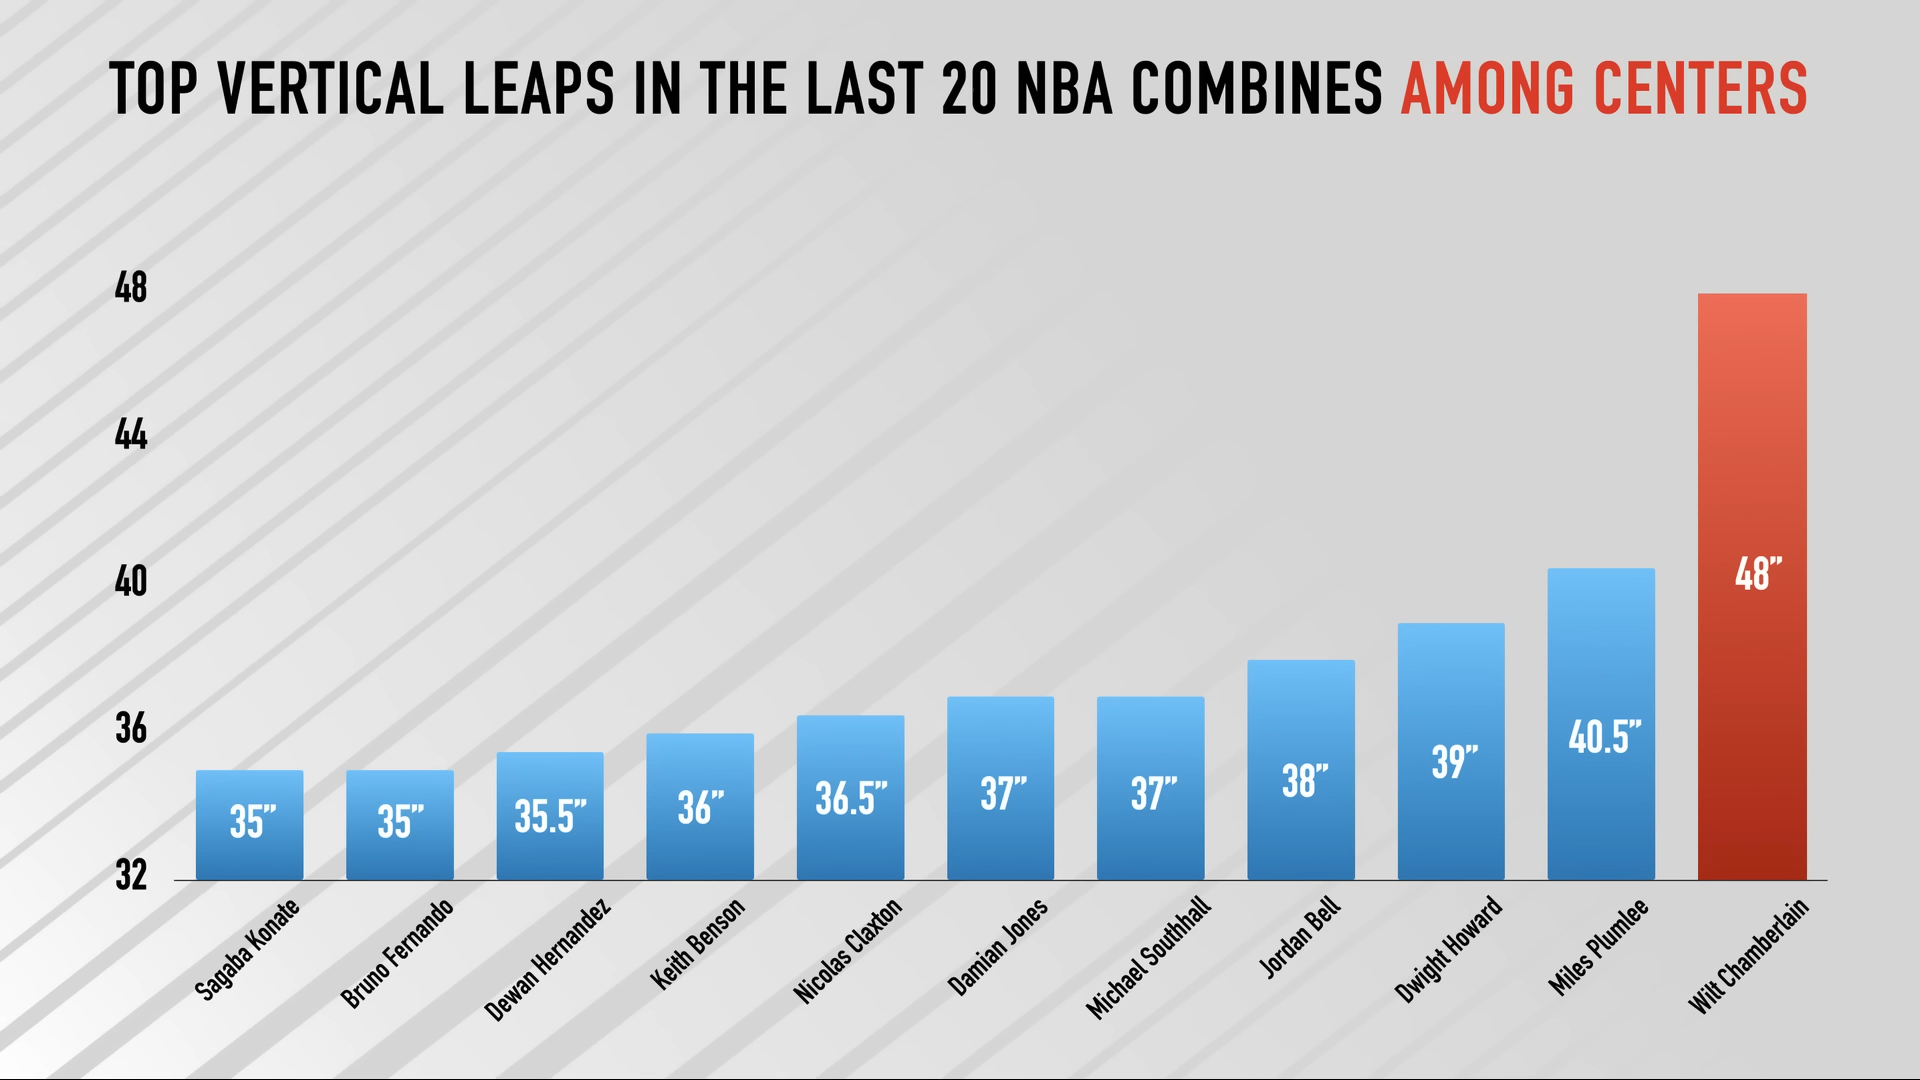 TOP VERTICAL LEAPS IN THE LAST 20 NBA COMBINES AMONG CENTERS
48
44
40
36
32
35”
35”
35.5”
36”
36.5”
37”
37”
38”
39”
40.5”
48”
Sagaba Konate
Bruno Fernando
Dewan Hernandez
Keith Benson
Nicolas Claxton
Damian Jones
Michael Southhall
Jordan Bell
Dwight Howard
Miles Plumlee
Wilt Chamberlain